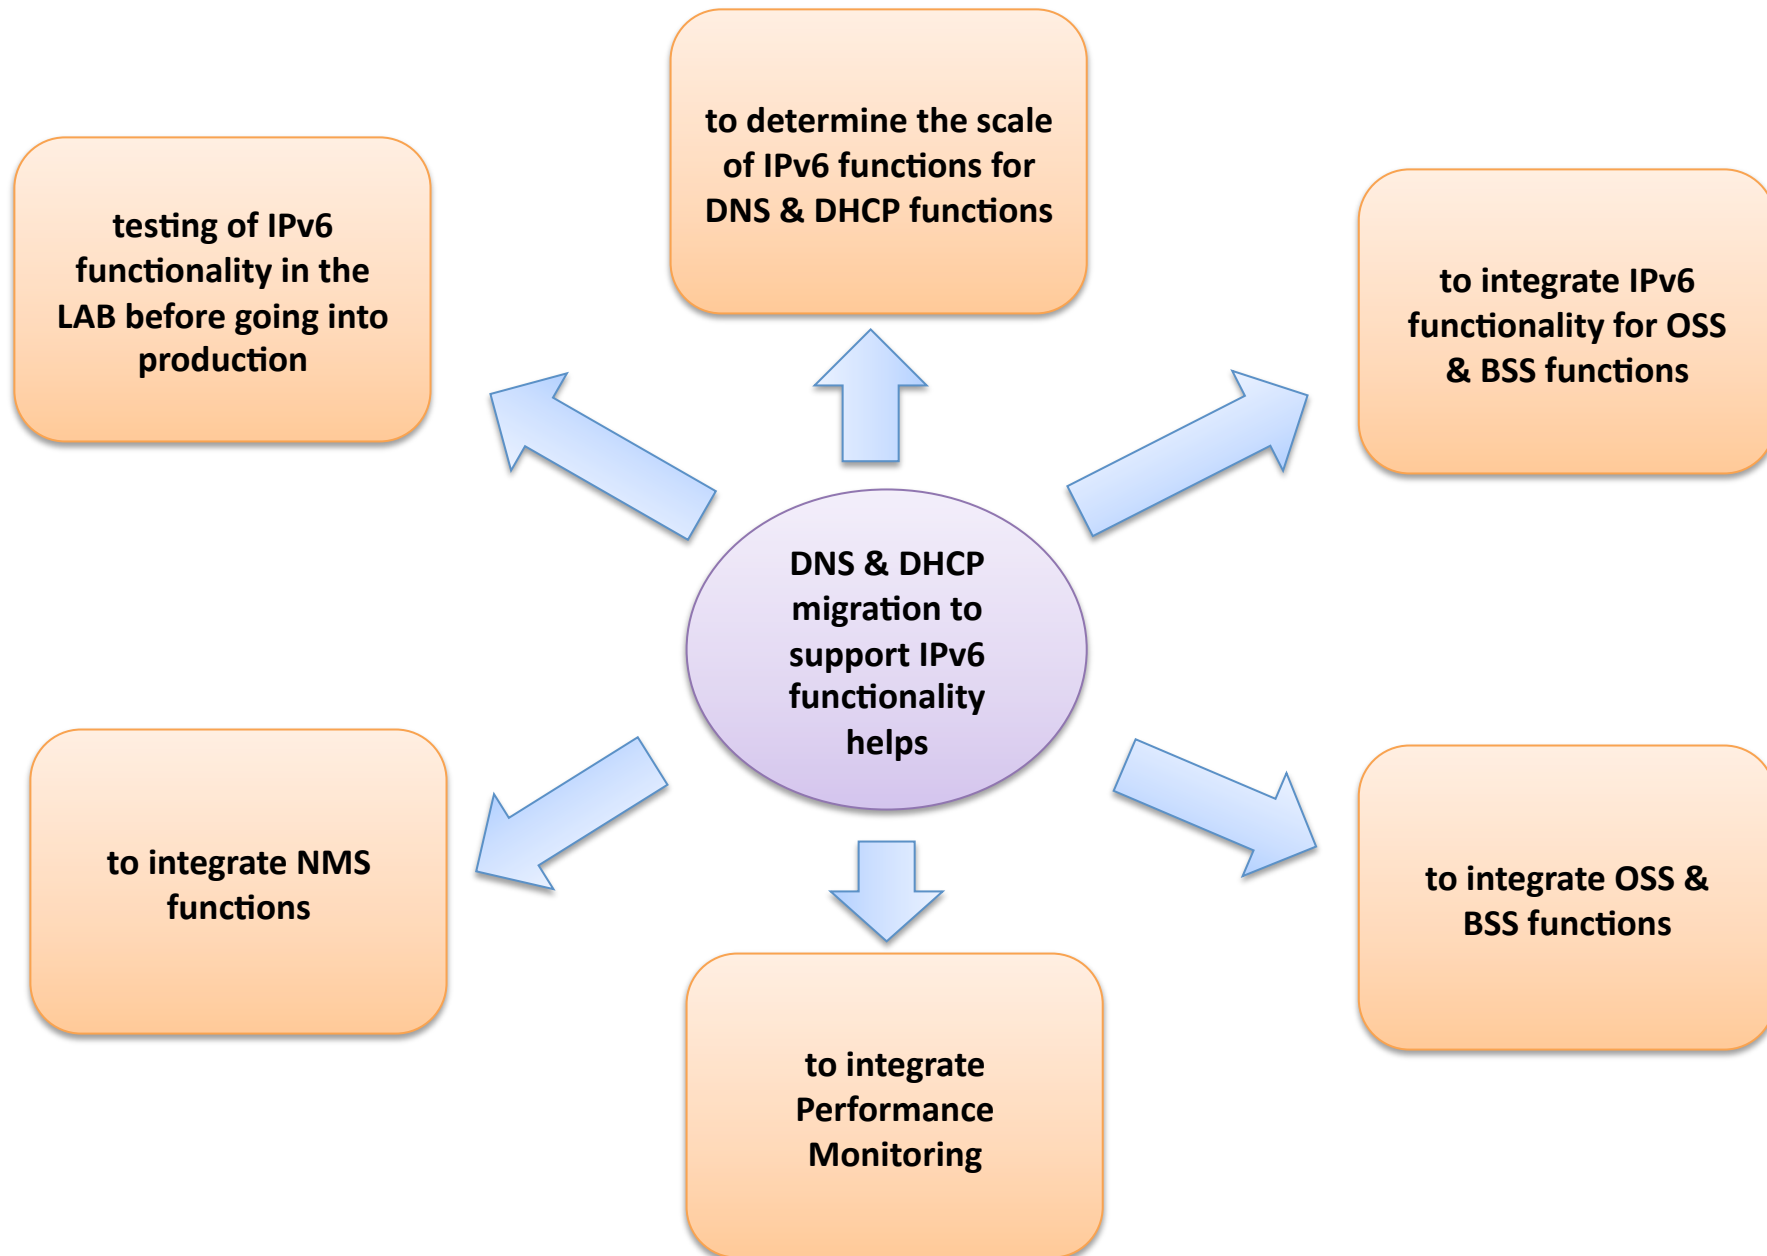 to determine the scale
of IPv6 functions for
DNS & DHCP functions
testing of IPv6
functionality in the
LAB before going into
production
to integrate IPv6
functionality for OSS
& BSS functions
DNS & DHCP
migration to
support IPv6
functionality
helps
to integrate NMS
functions
to integrate OSS &
BSS functions
to integrate
Performance
Monitoring